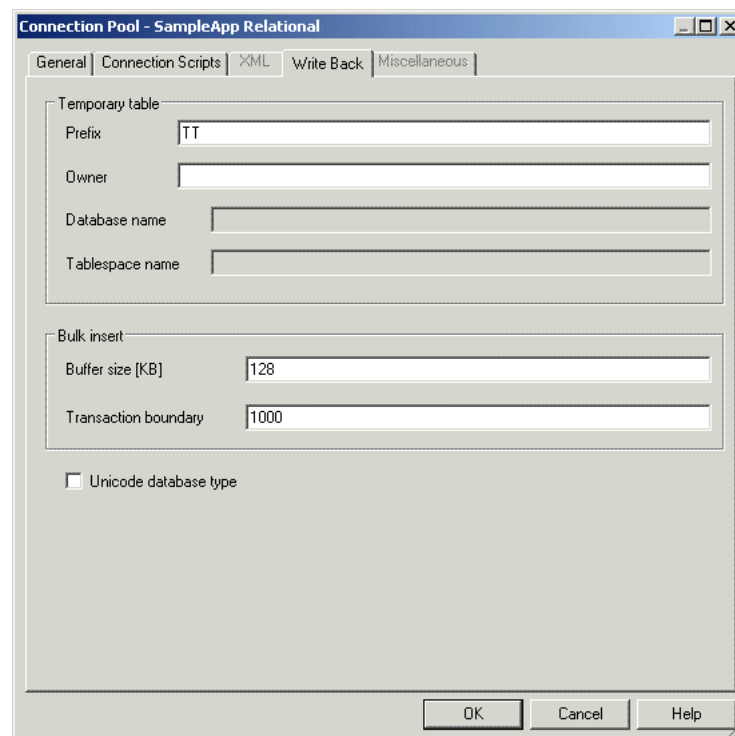 Connection Pool - SampleApp Relational
General Connection Scripts XML Write Back Miscellaneous
Temporary table
Prefix TT
Owner
Database name
Tablespace name
Bulk insert
Buffer size [KB] 128
Transaction boundary 1000
Unicode database type
OK Cancel Help